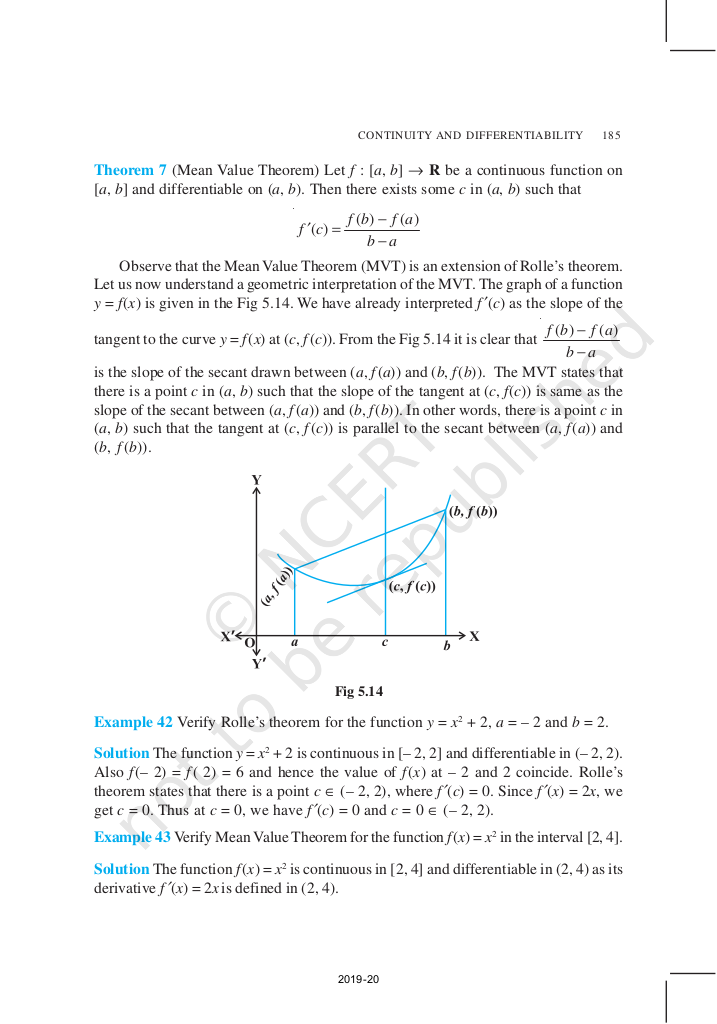 CONTINUITY AND DIFFERENTIABILITY 185
Theorem 7 (Mean Value Theorem) Let f : [a, b] → R be a continuous function on
[a, b] and differentiable on (a, b). Then there exists some c in (a, b) such that
f ′(c) = (f (b) − f (a)) / (b − a)
Observe that the Mean Value Theorem (MVT) is an extension of Rolle’s theorem.
Let us now understand a geometric interpretation of the MVT. The graph of a function
y = f(x) is given in the Fig 5.14. We have already interpreted f ′(c) as the slope of the
tangent to the curve y = f (x) at (c, f (c)). From the Fig 5.14 it is clear that (f (b) − f (a)) / (b − a)
is the slope of the secant drawn between (a, f (a)) and (b, f (b)). The MVT states that
there is a point c in (a, b) such that the slope of the tangent at (c, f(c)) is same as the
slope of the secant between (a, f (a)) and (b, f (b)). In other words, there is a point c in
(a, b) such that the tangent at (c, f (c)) is parallel to the secant between (a, f (a)) and
(b, f (b)).
Y
(b, f (b))
(a, f (a))
(c, f (c))
X′ O a c b X
Y′
Fig 5.14
Example 42 Verify Rolle’s theorem for the function y = x² + 2, a = – 2 and b = 2.
Solution The function y = x² + 2 is continuous in [– 2, 2] and differentiable in (– 2, 2).
Also f(– 2) = f( 2) = 6 and hence the value of f(x) at – 2 and 2 coincide. Rolle’s
theorem states that there is a point c ∈ (– 2, 2), where f′(c) = 0. Since f′(x) = 2x, we
get c = 0. Thus at c = 0, we have f′(c) = 0 and c = 0 ∈ (– 2, 2).
Example 43 Verify Mean Value Theorem for the function f(x) = x² in the interval [2, 4].
Solution The function f(x) = x² is continuous in [2, 4] and differentiable in (2, 4) as its
derivative f ′(x) = 2x is defined in (2, 4).
© NCERT
not to be republished
2019-20